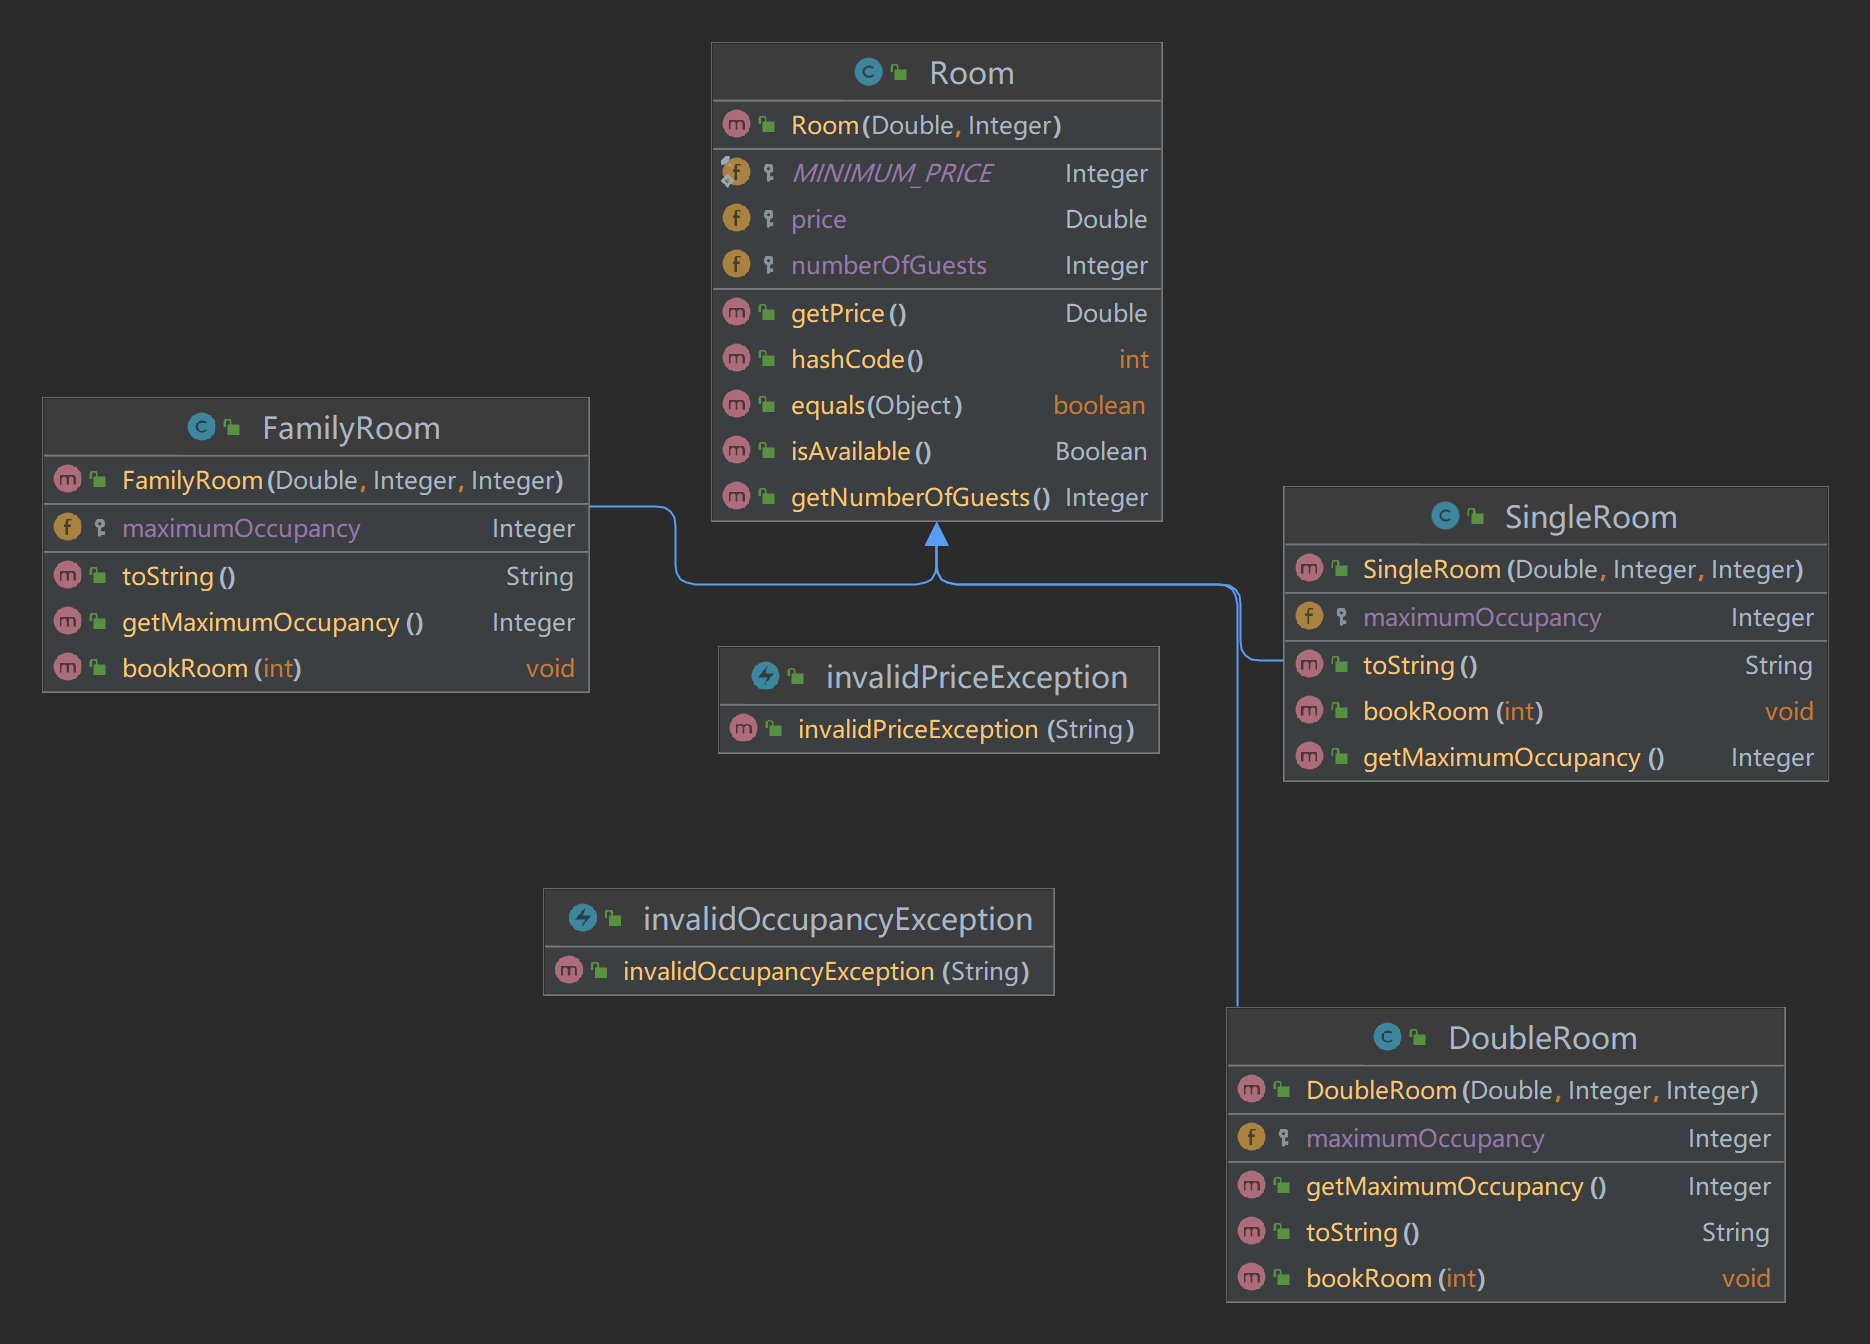 Room
Room(Double, Integer)
MINIMUM_PRICE Integer
price Double
numberOfGuests Integer
getPrice() Double
hashCode() int
equals(Object) boolean
isAvailable() Boolean
getNumberOfGuests() Integer
FamilyRoom
FamilyRoom(Double, Integer, Integer)
maximumOccupancy Integer
toString() String
getMaximumOccupancy() Integer
bookRoom(int) void
SingleRoom
SingleRoom(Double, Integer, Integer)
maximumOccupancy Integer
toString() String
bookRoom(int) void
getMaximumOccupancy() Integer
invalidPriceException
invalidPriceException(String)
invalidOccupancyException
invalidOccupancyException(String)
DoubleRoom
DoubleRoom(Double, Integer, Integer)
maximumOccupancy Integer
getMaximumOccupancy() Integer
toString() String
bookRoom(int) void